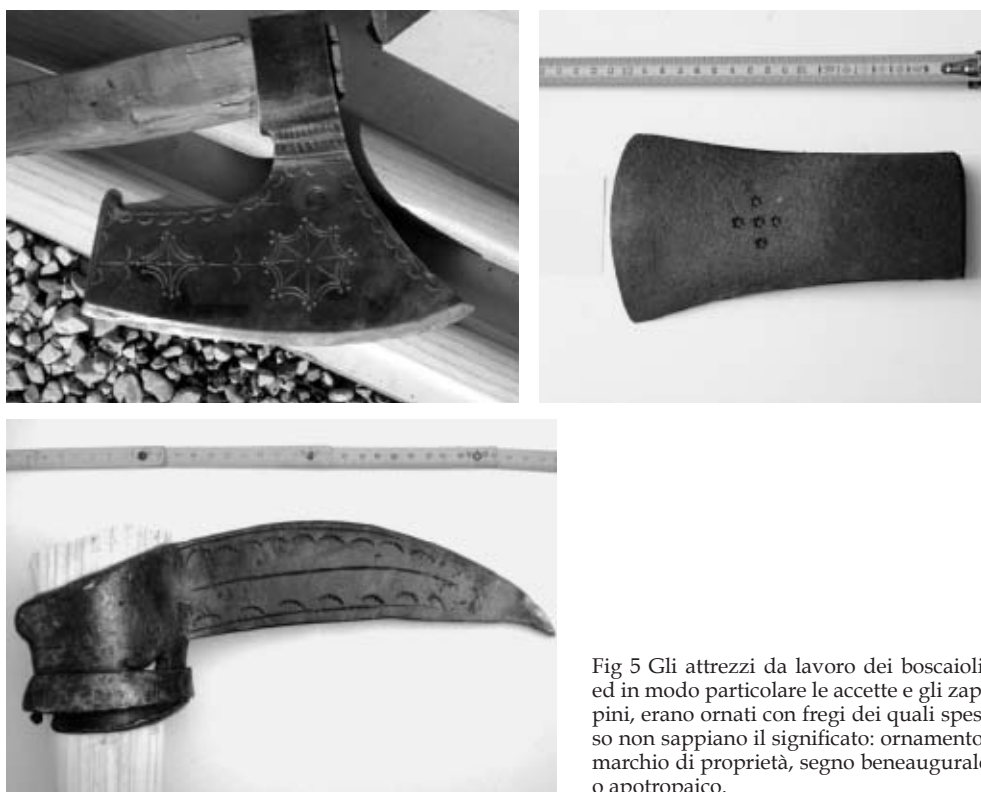 Fig 5 Gli attrezzi da lavoro dei boscaioli
ed in modo particolare le accette e gli zap-
pini, erano ornati con fregi dei quali spes-
so non sappiano il significato: ornamento
marchio di proprietà, segno beneaugurale
o apotropaico.